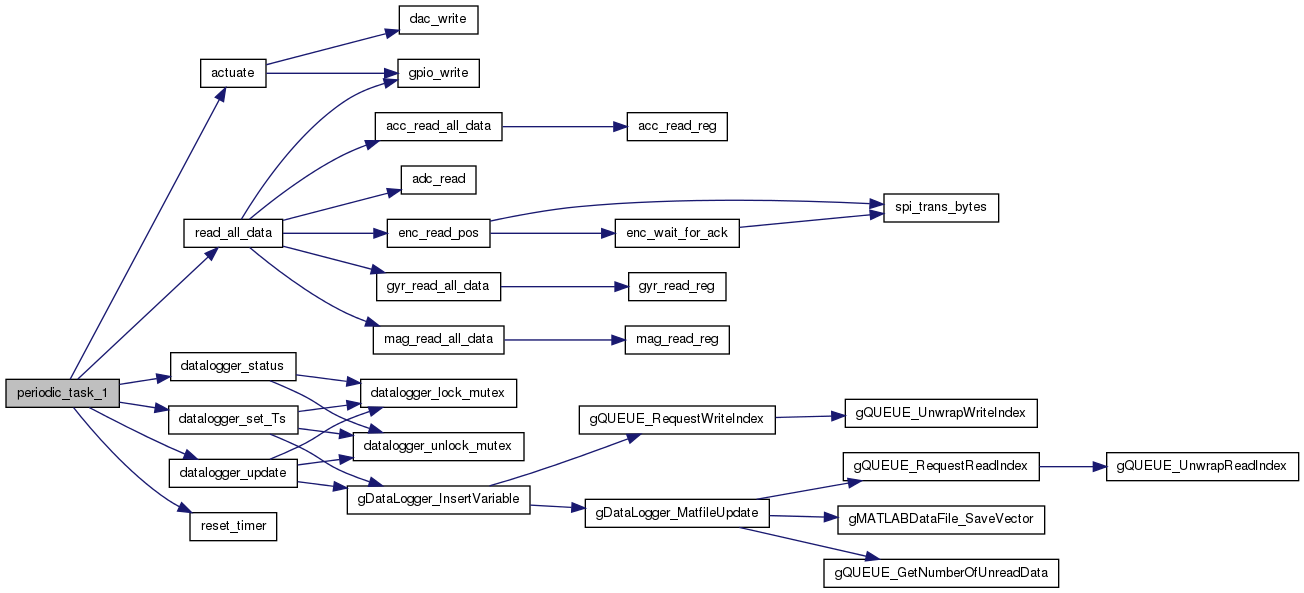 dac_write
actuate
gpio_write
acc_read_all_data
acc_read_reg
adc_read
spi_trans_bytes
read_all_data
enc_read_pos
enc_wait_for_ack
gyr_read_all_data
gyr_read_reg
mag_read_all_data
mag_read_reg
datalogger_status
periodic_task_1
datalogger_lock_mutex
datalogger_set_Ts
gQUEUE_RequestWriteIndex
gQUEUE_UnwrapWriteIndex
datalogger_unlock_mutex
datalogger_update
gQUEUE_RequestReadIndex
gQUEUE_UnwrapReadIndex
gDataLogger_InsertVariable
gDataLogger_MatfileUpdate
gMATLABDataFile_SaveVector
reset_timer
gQUEUE_GetNumberOfUnreadData